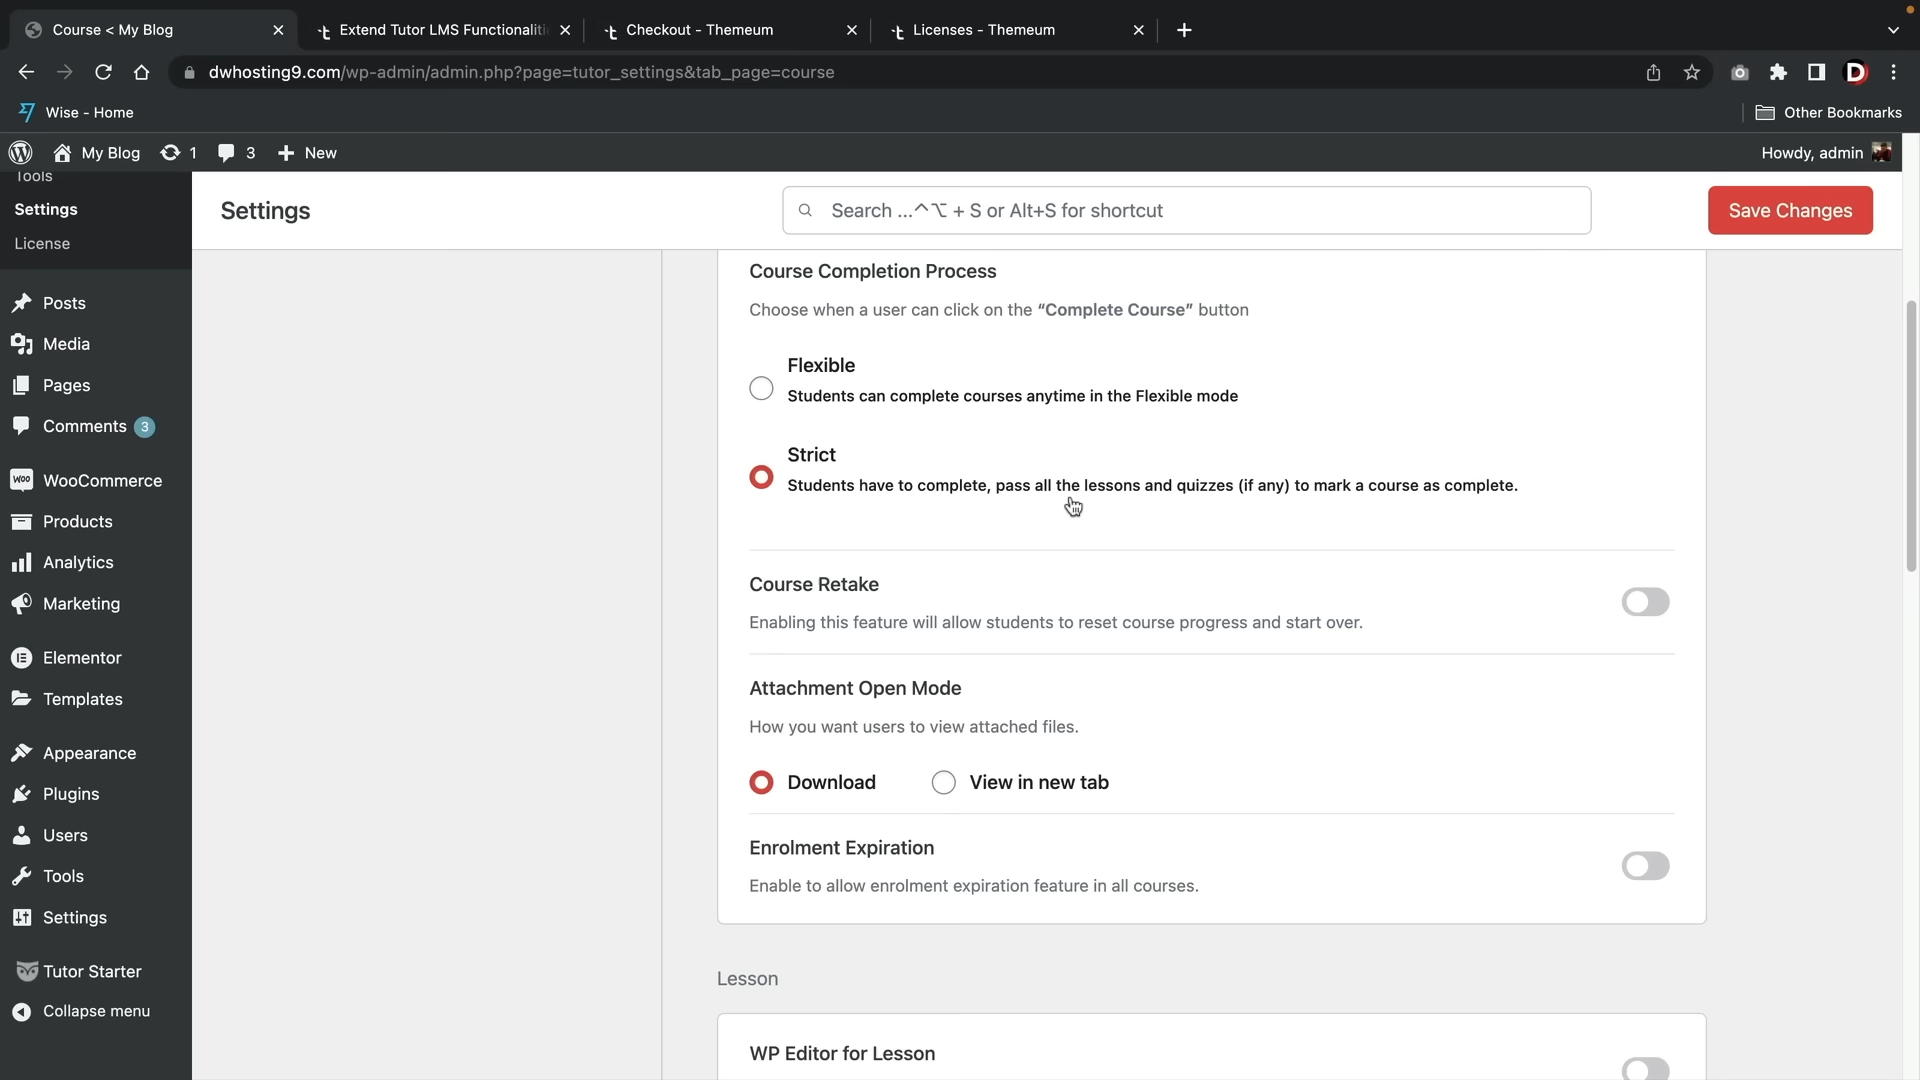 Course < My Blog
Extend Tutor LMS Functionaliti
Checkout - Themeum
Licenses - Themeum
dwhosting9.com/wp-admin/admin.php?page=tutor_settings&tab_page=course
D
Wise - Home
Other Bookmarks
My Blog
1
3
New
Howdy, admin
Tools
Settings
License
Posts
Media
Pages
Comments 3
WooCommerce
Products
Analytics
Marketing
Elementor
Templates
Appearance
Plugins
Users
Tools
Settings
Tutor Starter
Collapse menu
Settings
Search ...^⌥ + S or Alt+S for shortcut
Save Changes
Course Completion Process
Choose when a user can click on the “Complete Course” button
Flexible
Students can complete courses anytime in the Flexible mode
Strict
Students have to complete, pass all the lessons and quizzes (if any) to mark a course as complete.
Course Retake
Enabling this feature will allow students to reset course progress and start over.
Attachment Open Mode
How you want users to view attached files.
Download
View in new tab
Enrolment Expiration
Enable to allow enrolment expiration feature in all courses.
Lesson
WP Editor for Lesson